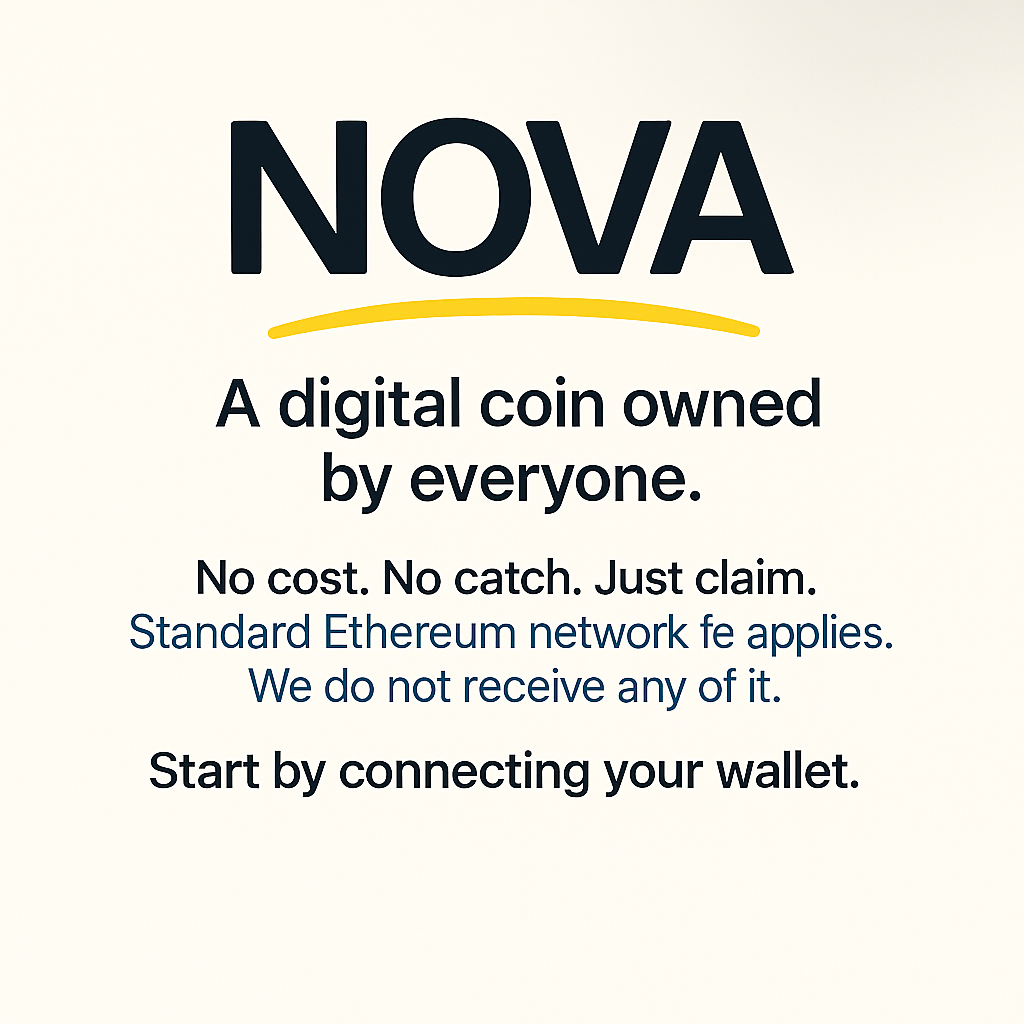 NOVA
A digital coin owned
by everyone.
No cost. No catch. Just claim.
Standard Ethereum network fe applies.
We do not receive any of it.
Start by connecting your wallet.